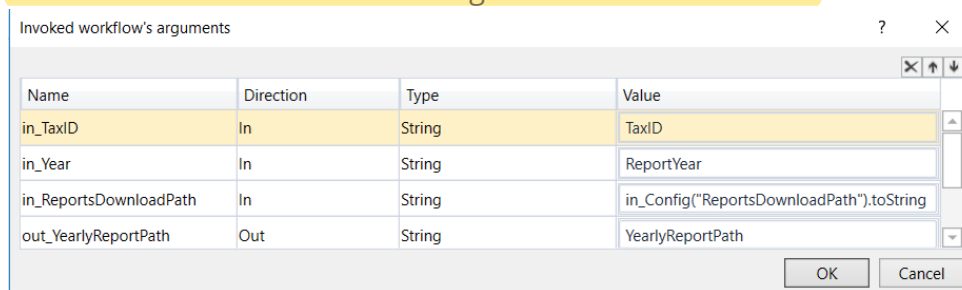 Invoked workflow's arguments
Name Direction Type Value
in_TaxID In String TaxID
in_Year In String ReportYear
in_ReportsDownloadPath In String in_Config("ReportsDownloadPath").toString
out_YearlyReportPath Out String YearlyReportPath
OK Cancel